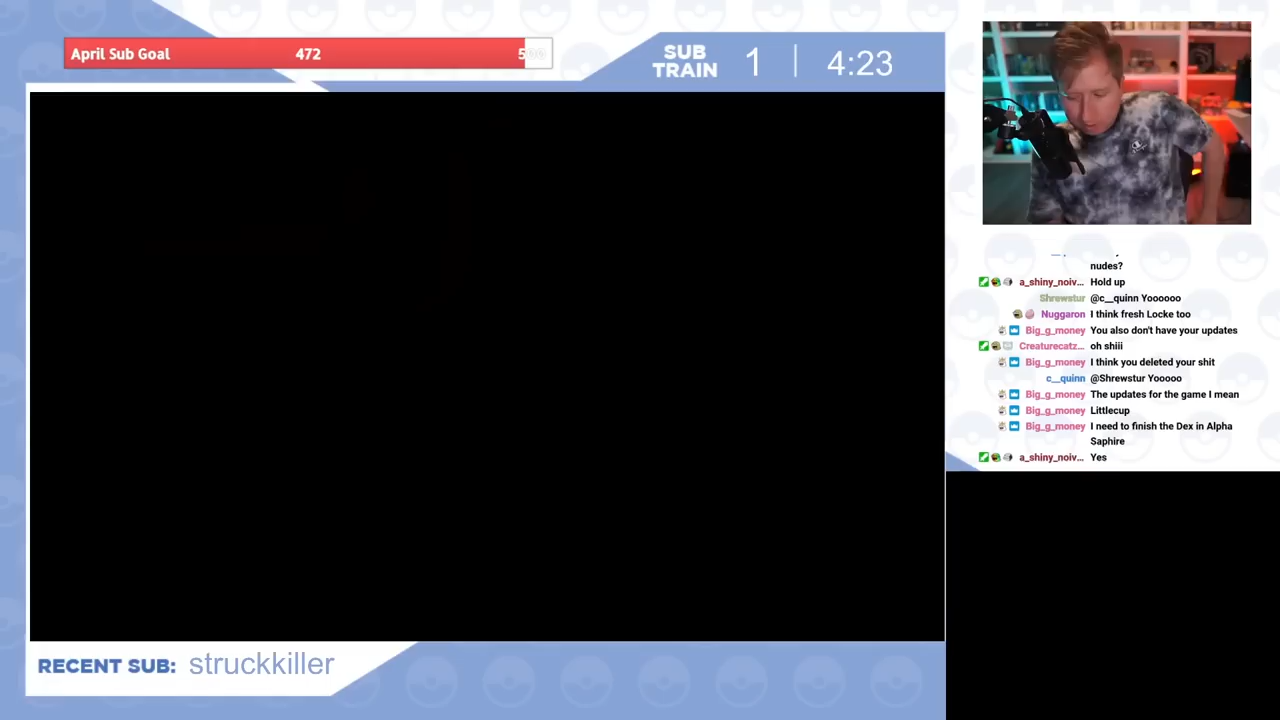 April Sub Goal 472
SUB TRAIN 1 4:23
nudes?
a_shiny_noiv... Hold up
Shrewstur @c__quinn Yoooooo
Nuggaron I think fresh Locke too
Big_g_money You also don't have your updates
Creaturecatz... oh shiii
Big_g_money I think you deleted your shit
c__quinn @Shrewstur Yooooo
Big_g_money The updates for the game I mean
Big_g_money Littlecup
Big_g_money I need to finish the Dex in Alpha
Saphire
a_shiny_noiv... Yes
RECENT SUB: struckkiller